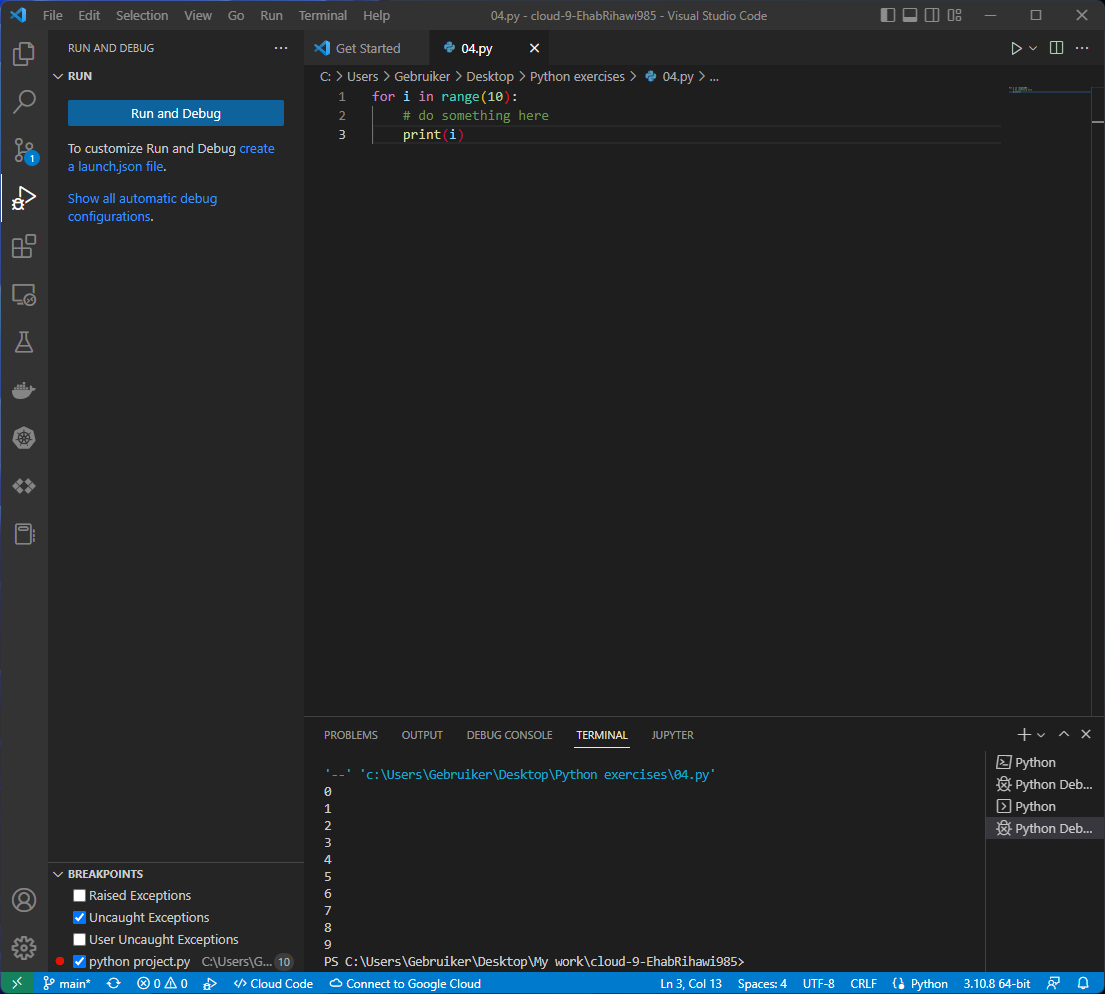 File Edit Selection View Go Run Terminal Help 04.py - cloud-9-EhabRihawi985 - Visual Studio Code
RUN AND DEBUG
RUN
Run and Debug
To customize Run and Debug create
a launch.json file.
Show all automatic debug
configurations.
1
BREAKPOINTS
Raised Exceptions
Uncaught Exceptions
User Uncaught Exceptions
python project.py C:\Users\G... 10
Get Started 04.py
C: > Users > Gebruiker > Desktop > Python exercises > 04.py > ...
1 for i in range(10):
2 # do something here
3 print(i)
PROBLEMS OUTPUT DEBUG CONSOLE TERMINAL JUPYTER
'--' 'c:\Users\Gebruiker\Desktop\Python exercises\04.py'
0
1
2
3
4
5
6
7
8
9
PS C:\Users\Gebruiker\Desktop\My work\cloud-9-EhabRihawi985>
Python
Python Deb...
Python
Python Deb...
main* 0 0 Cloud Code Connect to Google Cloud Ln 3, Col 13 Spaces: 4 UTF-8 CRLF Python 3.10.8 64-bit